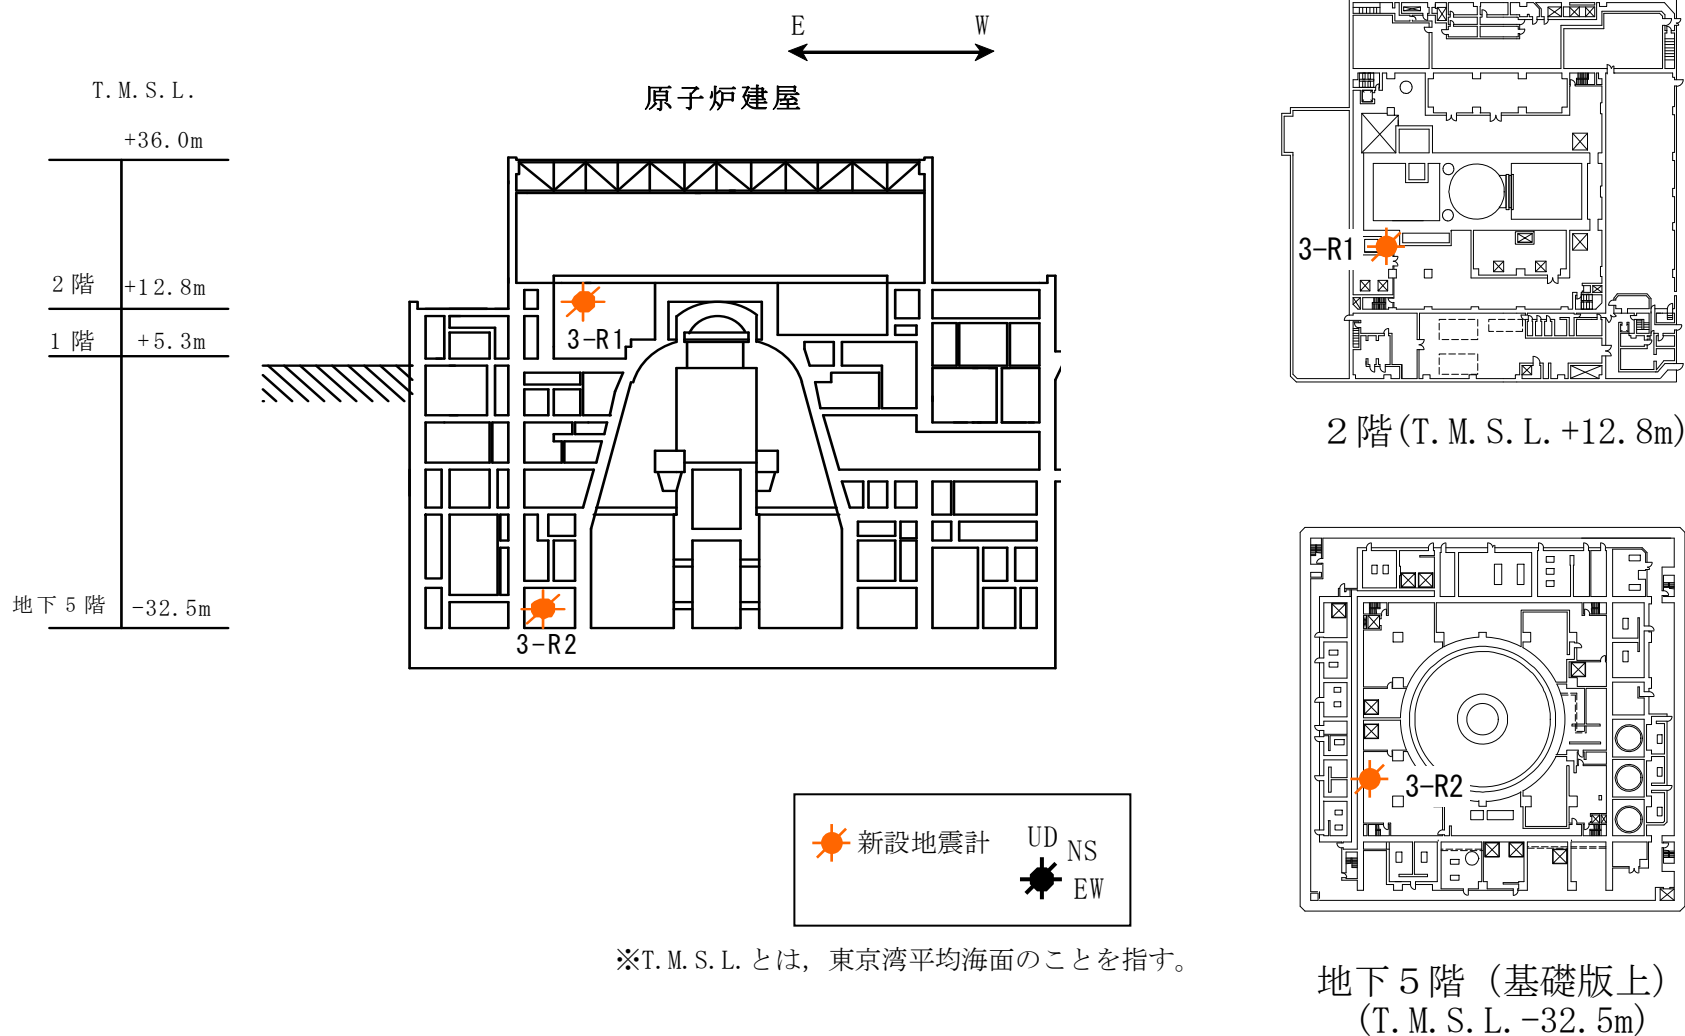 E W
T.M.S.L.
原子炉建屋
+36.0m
2階 +12.8m
1階 +5.3m
地下5階 -32.5m
3-R1
3-R2
新設地震計
UD
NS
EW
※T.M.S.L.とは，東京湾平均海面のことを指す。
3-R1
2階(T.M.S.L.+12.8m)
3-R2
地下5階（基礎版上）
(T.M.S.L.-32.5m)